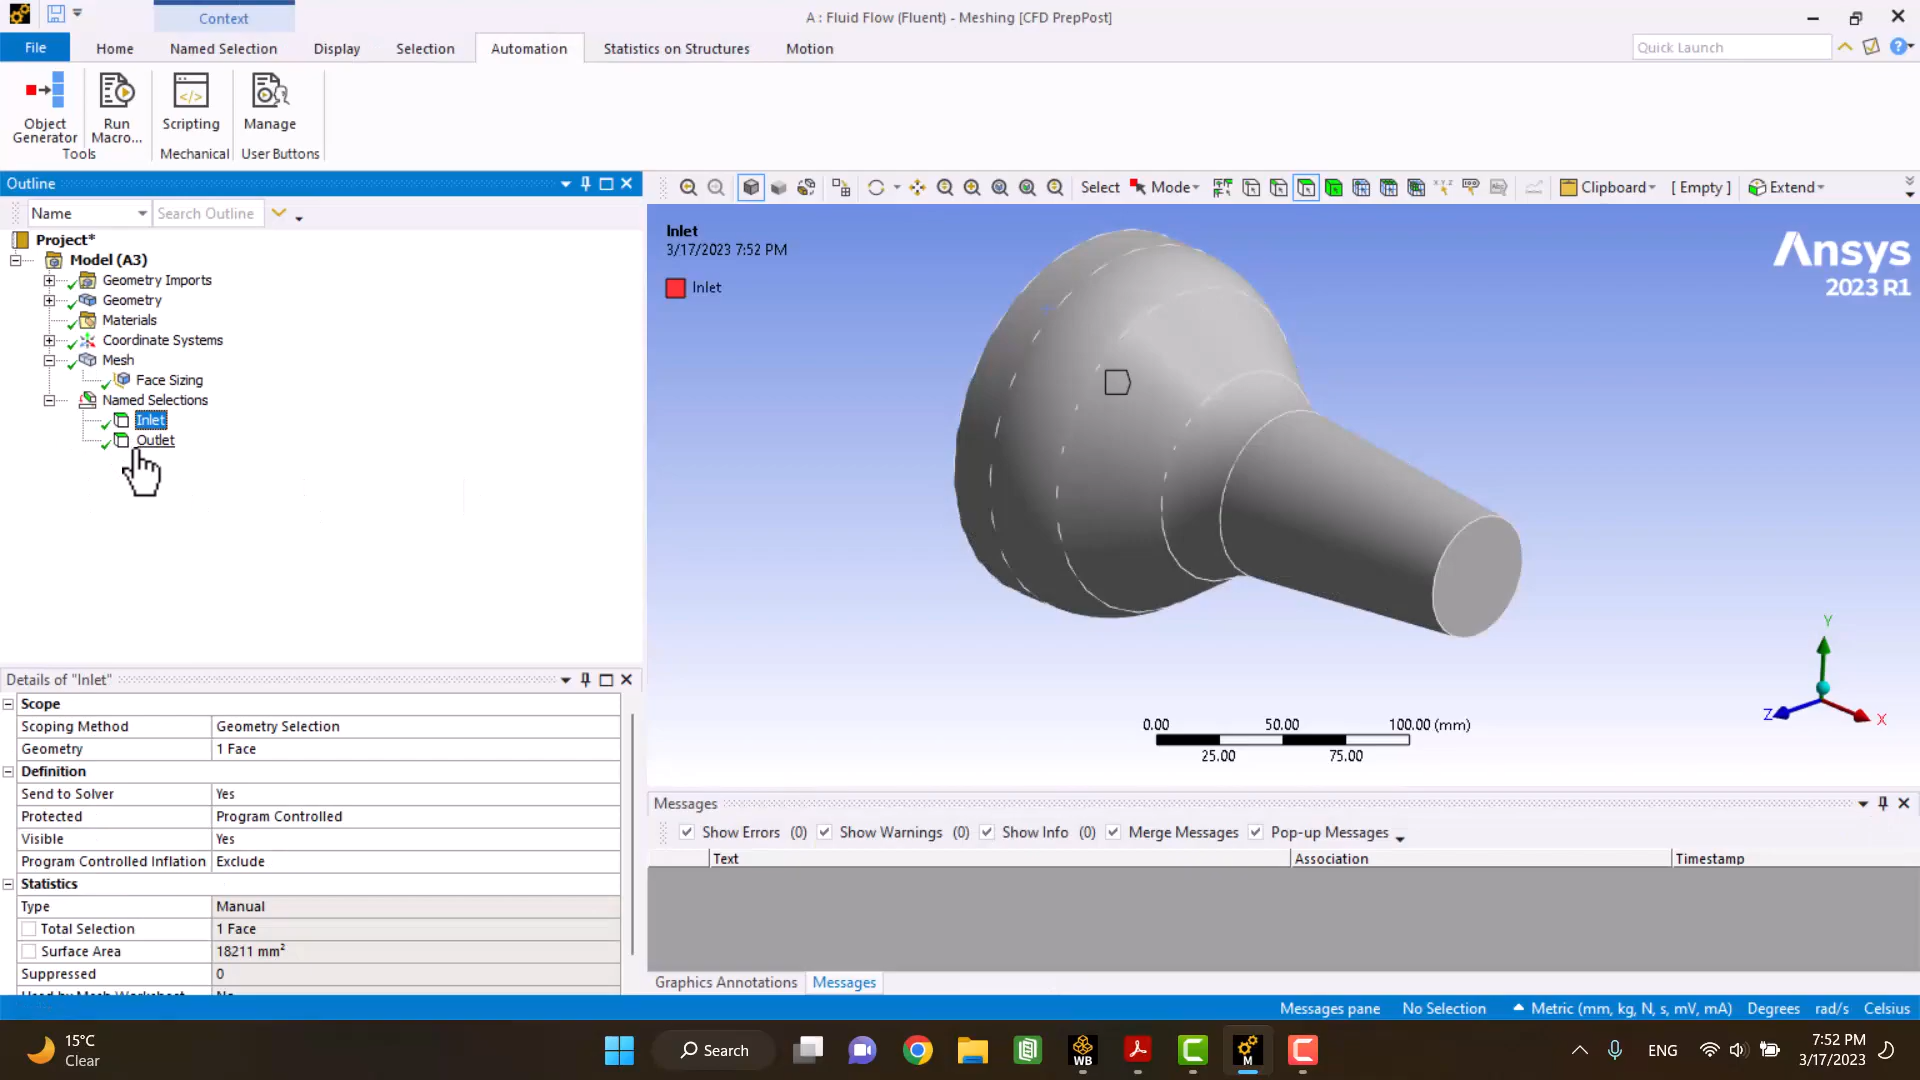 Context
A : Fluid Flow (Fluent) - Meshing [CFD PrepPost]
File
Home
Named Selection
Display
Selection
Automation
Statistics on Structures
Motion
Quick Launch
Object Generator
Run Macro...
Scripting
Manage
Tools
Mechanical
User Buttons
Outline
Name
Search Outline
Select
Mode
Clipboard
[ Empty ]
Extend
Project*
Model (A3)
Geometry Imports
Geometry
Materials
Coordinate Systems
Mesh
Face Sizing
Named Selections
Inlet
Outlet
Inlet
3/17/2023 7:52 PM
Inlet
Ansys
2023 R1
Y
Z
X
0.00 50.00 100.00 (mm)
25.00 75.00
Details of "Inlet"
Scope
Scoping Method Geometry Selection
Geometry 1 Face
Definition
Send to Solver Yes
Protected Program Controlled
Visible Yes
Program Controlled Inflation Exclude
Statistics
Type Manual
Total Selection 1 Face
Surface Area 18211 mm²
Suppressed 0
Messages
Show Errors (0) Show Warnings (0) Show Info (0) Merge Messages Pop-up Messages
Text Association Timestamp
Graphics Annotations Messages
Messages pane No Selection Metric (mm, kg, N, s, mV, mA) Degrees rad/s Celsius
15°C
Clear
Search
WB
M
ENG
7:52 PM
3/17/2023